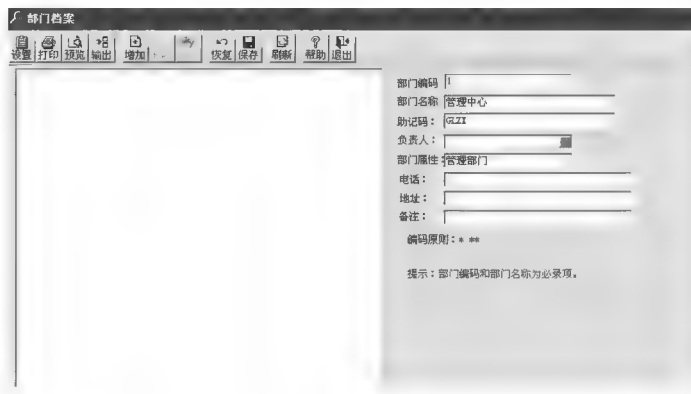 部门档案
设置 打印 预览 输出 增加 恢复 保存 刷新 帮助 退出
部门编码 1
部门名称 管理中心
助记码： GLZX
负责人：
部门属性：管理部门
电话：
地址：
备注：
编码原则：* **
提示：部门编码和部门名称为必录项。